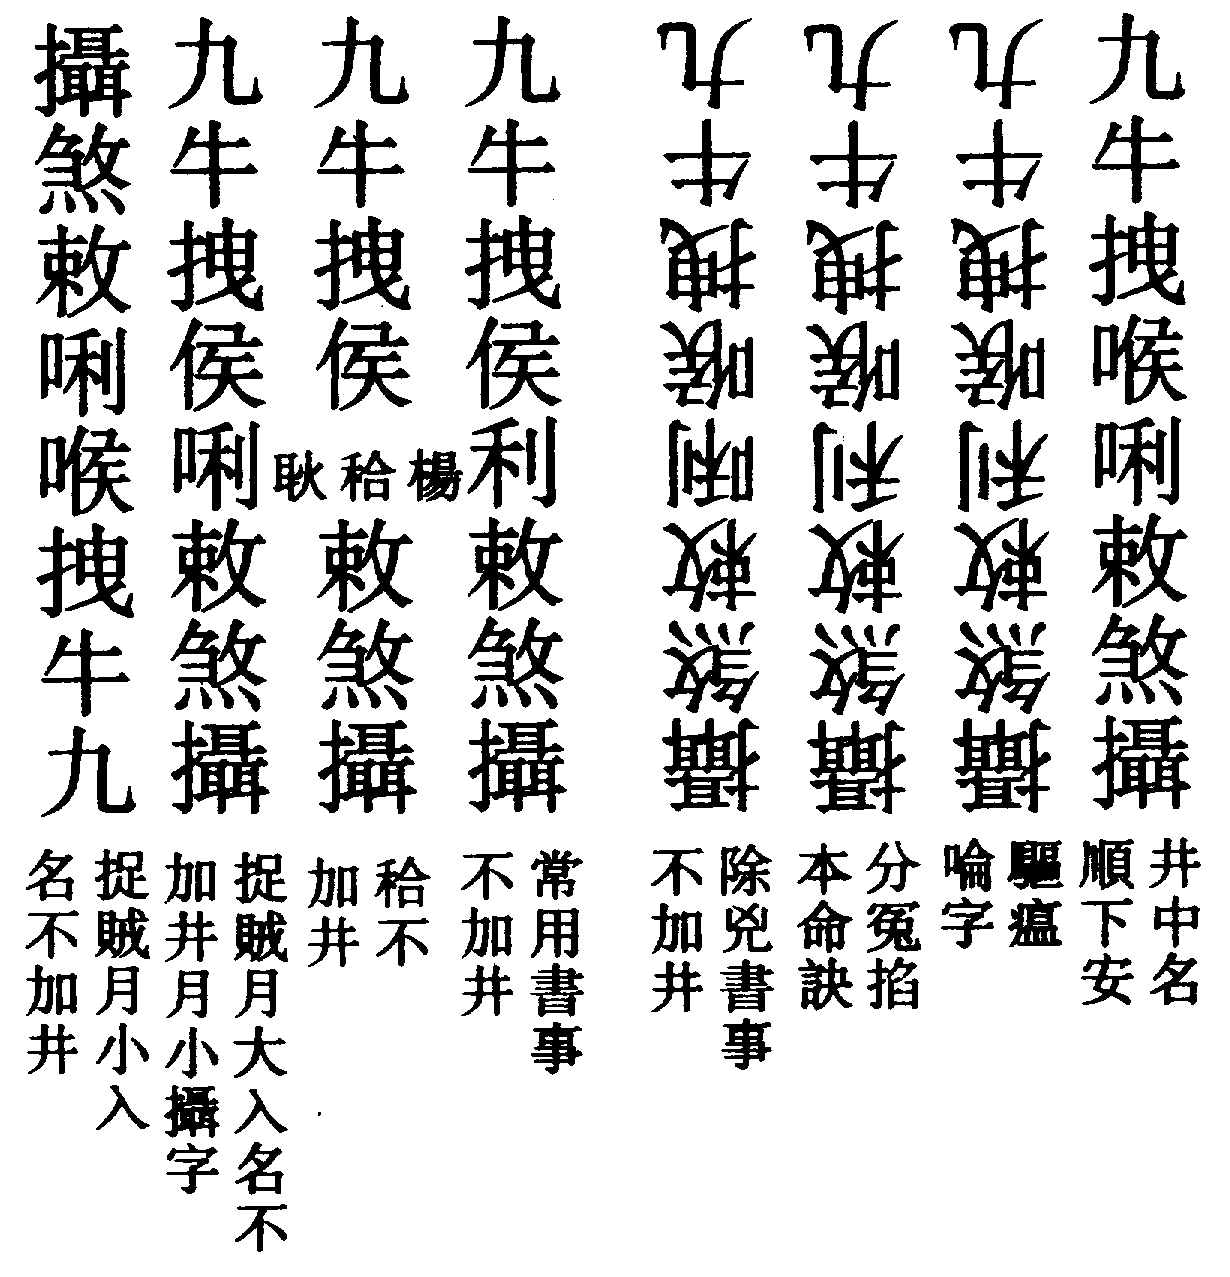 九牛拽喉唎敕煞攝
井中名
順下安
九牛拽喉利敕煞攝
驅瘟
㖮字
九牛拽喉利敕煞攝
分冤掐
本命訣
九牛拽喉唎敕煞攝
除兇書事
不加井
九牛拽侯利敕煞攝
常用書事
不加井
九牛拽侯楊秴耿敕煞攝
秴不
加井
九牛拽侯唎敕煞攝
捉賊月大入名不
加井月小攝字
攝煞敕唎喉拽牛九
捉賊月小入
名不加井